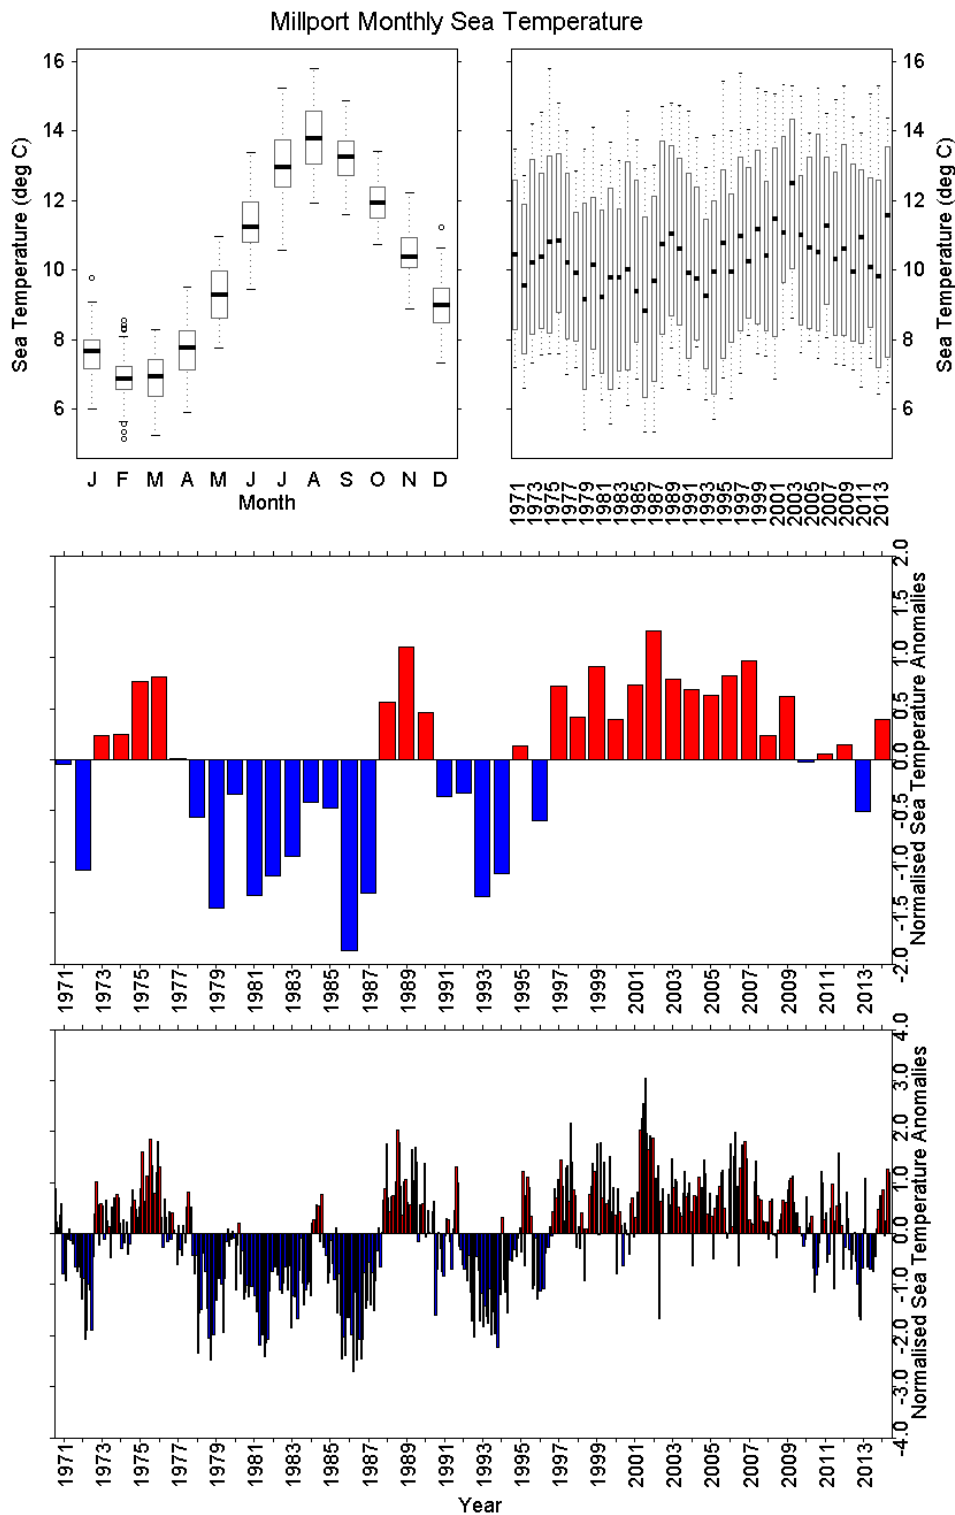 Millport Monthly Sea Temperature
Sea Temperature (deg C)
16
14
12
10
8
6
J F M A M J J A S O N D
Month
16
14
12
10
8
6
Sea Temperature (deg C)
1971 1973 1975 1977 1979 1981 1983 1985 1987 1989 1991 1993 1995 1997 1999 2001 2003 2005 2007 2009 2011 2013
2.0
1.5
1.0
0.5
0.0
-0.5
-1.0
-1.5
-2.0
Normalised Sea Temperature Anomalies
1971 1973 1975 1977 1979 1981 1983 1985 1987 1989 1991 1993 1995 1997 1999 2001 2003 2005 2007 2009 2011 2013
4.0
3.0
2.0
1.0
0.0
-1.0
-2.0
-3.0
-4.0
Normalised Sea Temperature Anomalies
1971 1973 1975 1977 1979 1981 1983 1985 1987 1989 1991 1993 1995 1997 1999 2001 2003 2005 2007 2009 2011 2013
Year